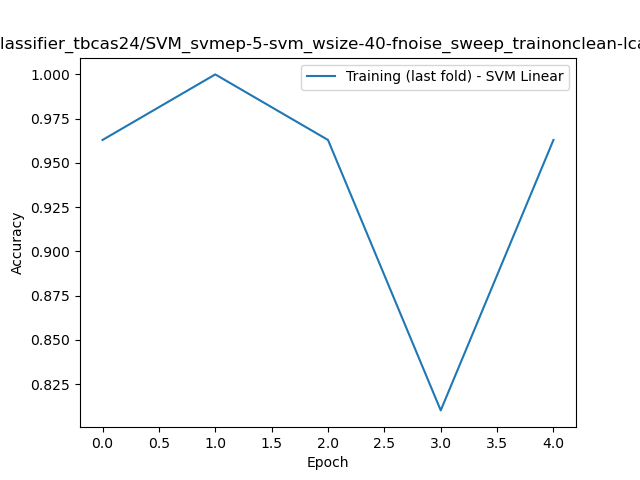 lassifier_tbcas24/SVM_svmep-5-svm_wsize-40-fnoise_sweep_trainonclean-lca
Training (last fold) - SVM Linear
1.000
0.975
0.950
0.925
0.900
0.875
0.850
0.825
Accuracy
0.0 0.5 1.0 1.5 2.0 2.5 3.0 3.5 4.0
Epoch